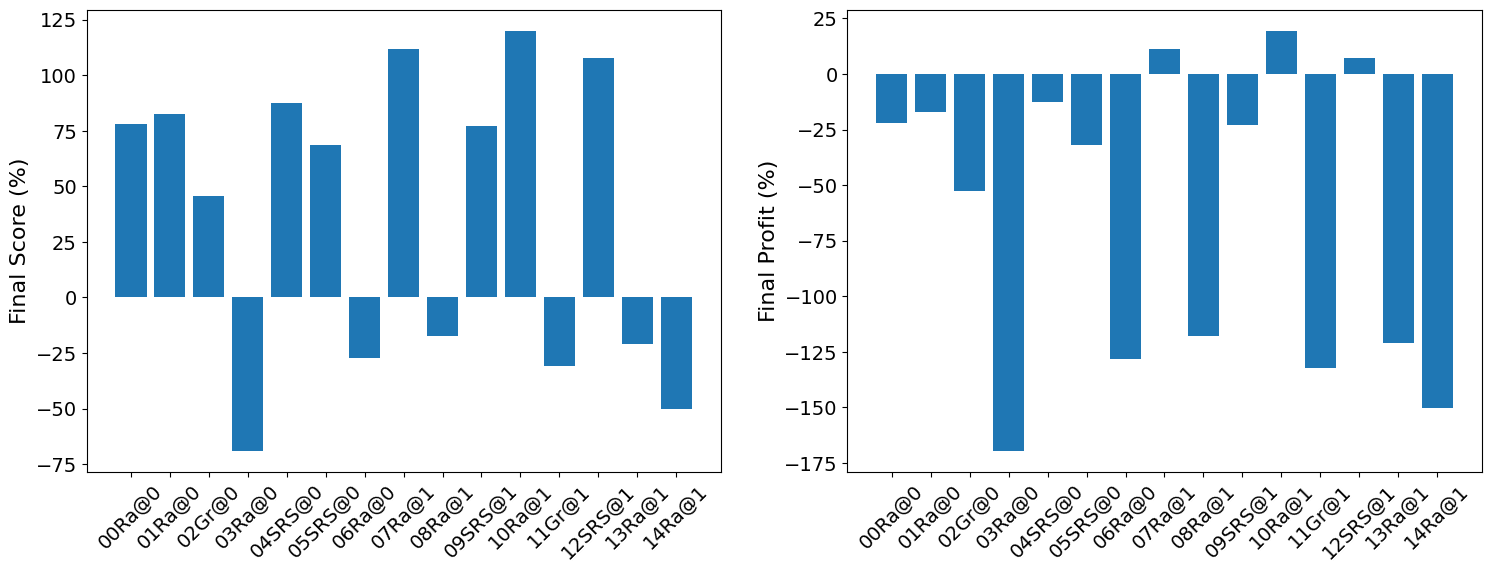 Final Score (%)
125
100
75
50
25
0
−25
−50
−75
00Ra@0
01Ra@0
02Gr@0
03Ra@0
04SRS@0
05SRS@0
06Ra@0
07Ra@1
08Ra@1
09SRS@1
10Ra@1
11Gr@1
12SRS@1
13Ra@1
14Ra@1
Final Profit (%)
25
0
−25
−50
−75
−100
−125
−150
−175
00Ra@0
01Ra@0
02Gr@0
03Ra@0
04SRS@0
05SRS@0
06Ra@0
07Ra@1
08Ra@1
09SRS@1
10Ra@1
11Gr@1
12SRS@1
13Ra@1
14Ra@1